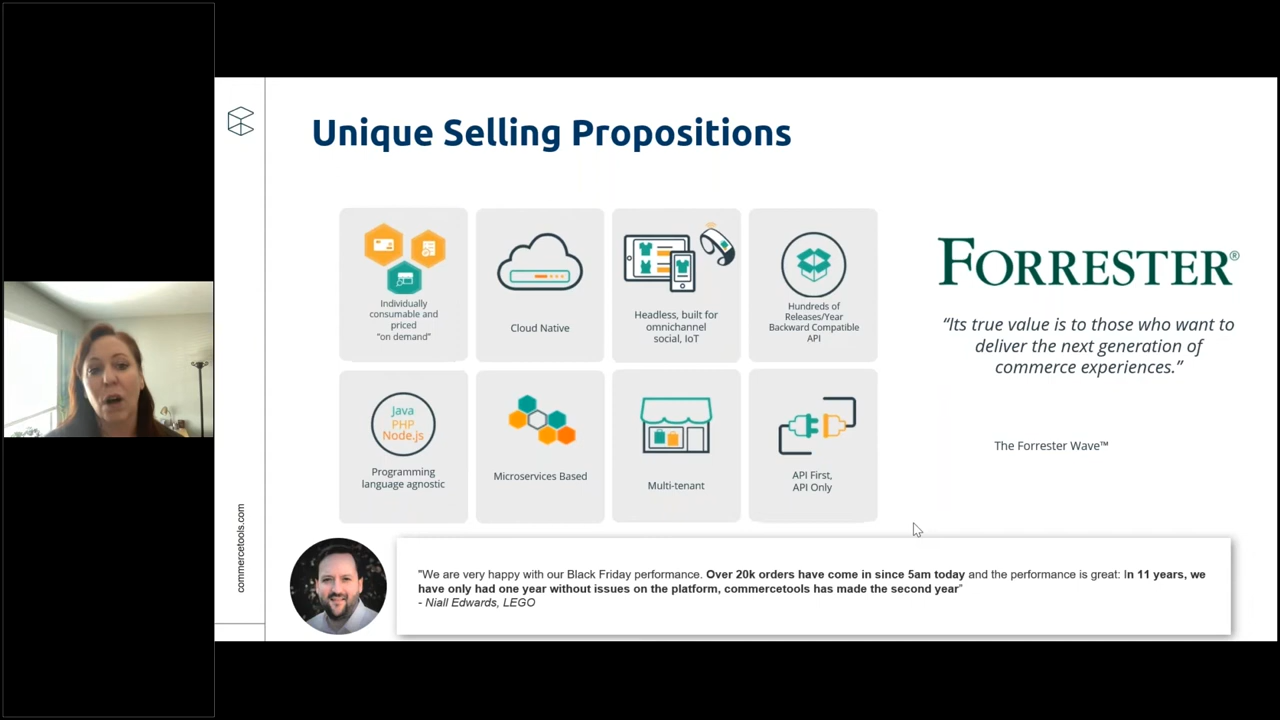 Unique Selling Propositions
Individually
consumable and
priced
"on demand"
Cloud Native
Headless, built for
omnichannel
social, IoT
Hundreds of
Releases/Year
Backward Compatible
API
Java
PHP
Node.js
Programming
language agnostic
Microservices Based
Multi-tenant
API First,
API Only
FORRESTER®
“Its true value is to those who want to
deliver the next generation of
commerce experiences.”
The Forrester Wave™
commercetools.com
"We are very happy with our Black Friday performance. Over 20k orders have come in since 5am today and the performance is great: In 11 years, we
have only had one year without issues on the platform, commercetools has made the second year"
- Niall Edwards, LEGO